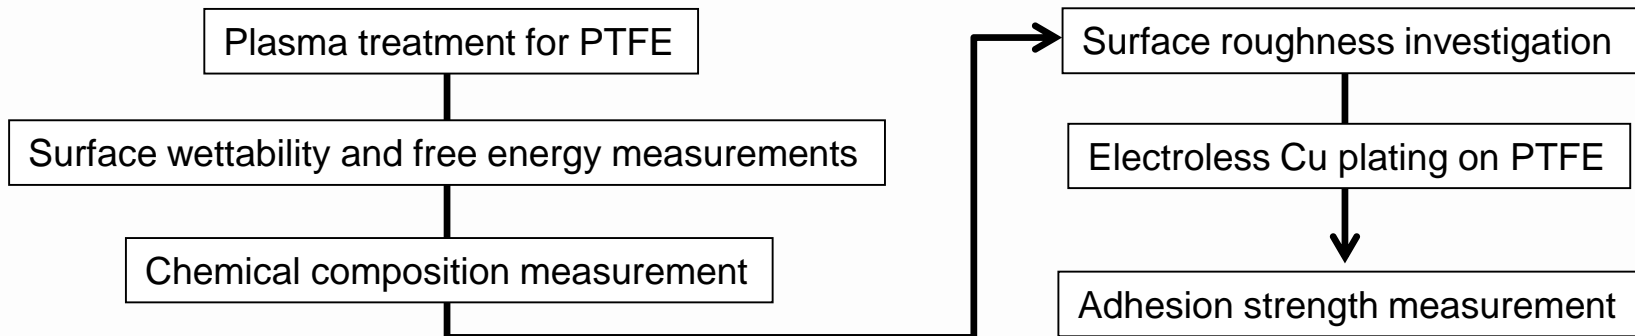 Plasma treatment for PTFE
Surface wettability and free energy measurements
Chemical composition measurement
Surface roughness investigation
Electroless Cu plating on PTFE
Adhesion strength measurement